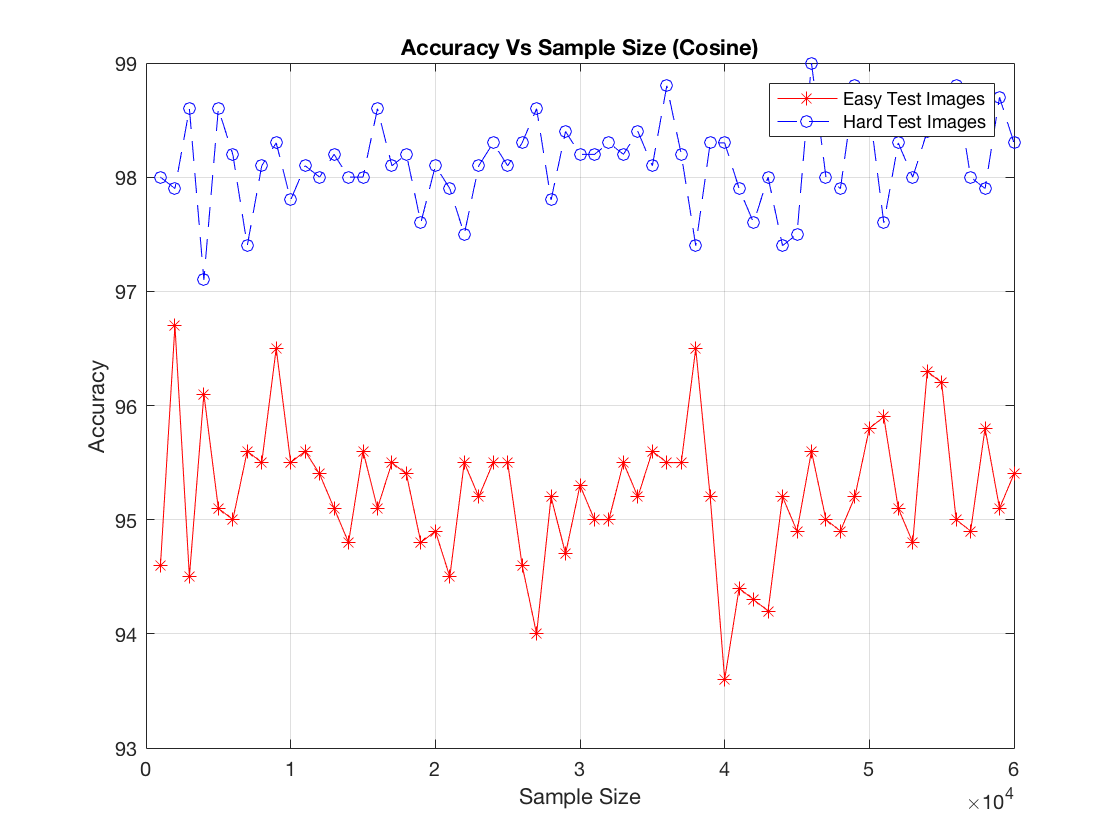 Accuracy Vs Sample Size (Cosine)
99
98
97
96
95
94
93
Accuracy
Easy Test Images
Hard Test Images
0 1 2 3 4 5 6
Sample Size
×10^4